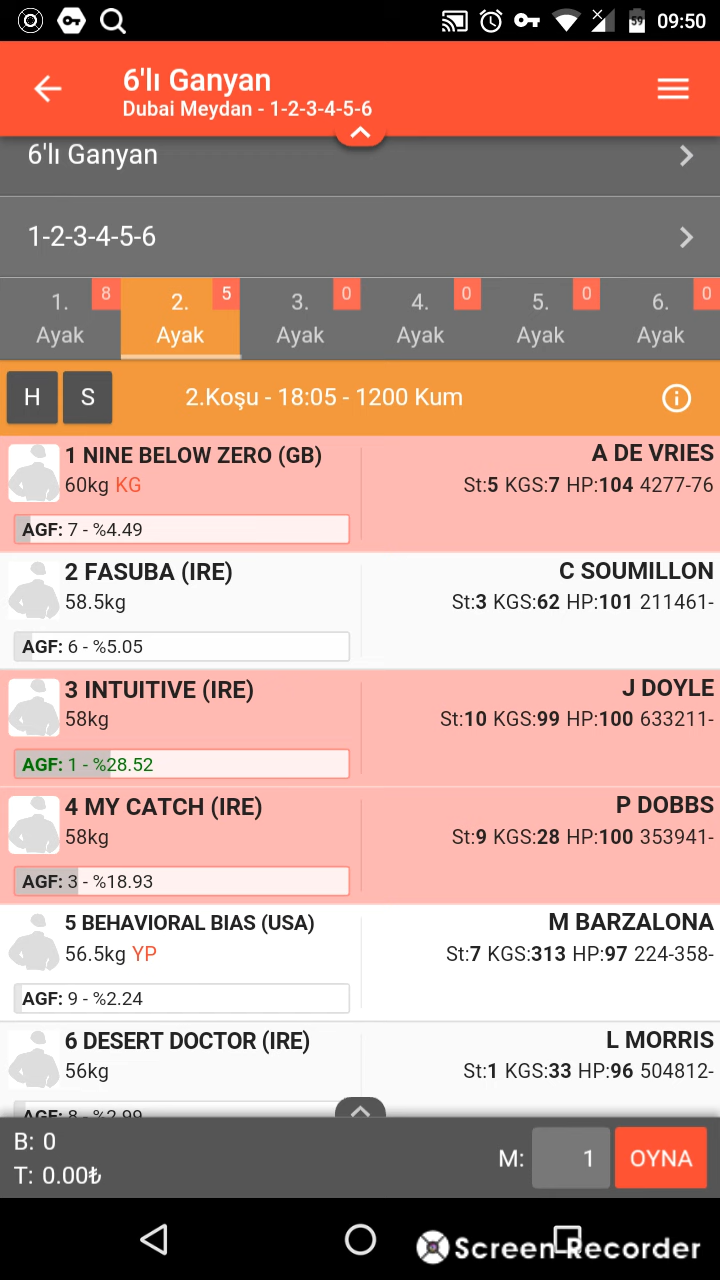 59 09:50
6'lı Ganyan
Dubai Meydan - 1-2-3-4-5-6
6'lı Ganyan
1-2-3-4-5-6
1. Ayak 8
2. Ayak 5
3. Ayak 0
4. Ayak 0
5. Ayak 0
6. Ayak 0
H S 2.Koşu - 18:05 - 1200 Kum
1 NINE BELOW ZERO (GB) A DE VRIES
60kg KG St:5 KGS:7 HP:104 4277-76
AGF: 7 - %4.49
2 FASUBA (IRE) C SOUMILLON
58.5kg St:3 KGS:62 HP:101 211461-
AGF: 6 - %5.05
3 INTUITIVE (IRE) J DOYLE
58kg St:10 KGS:99 HP:100 633211-
AGF: 1 - %28.52
4 MY CATCH (IRE) P DOBBS
58kg St:9 KGS:28 HP:100 353941-
AGF: 3 - %18.93
5 BEHAVIORAL BIAS (USA) M BARZALONA
56.5kg YP St:7 KGS:313 HP:97 224-358-
AGF: 9 - %2.24
6 DESERT DOCTOR (IRE) L MORRIS
56kg St:1 KGS:33 HP:96 504812-
AGF: 8 - %2.99
B: 0
T: 0.00₺
M: 1 OYNA
Screen Recorder